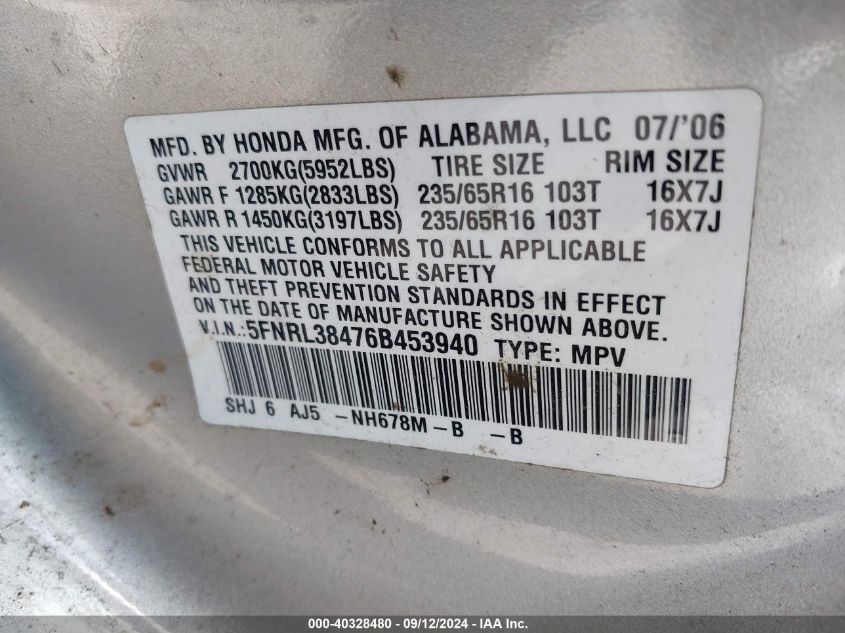 MFD. BY HONDA MFG. OF ALABAMA, LLC 07/'06
GVWR 2700KG(5952LBS) TIRE SIZE RIM SIZE
GAWR F 1285KG(2833LBS) 235/65R16 103T 16X7J
GAWR R 1450KG(3197LBS) 235/65R16 103T 16X7J
THIS VEHICLE CONFORMS TO ALL APPLICABLE
FEDERAL MOTOR VEHICLE SAFETY
AND THEFT PREVENTION STANDARDS IN EFFECT
ON THE DATE OF MANUFACTURE SHOWN ABOVE.
V.I.N.:5FNRL38476B453940 TYPE: MPV
SHJ 6 AJ5 -NH678M-B -B
000-40328480 - 09/12/2024 - IAA Inc.